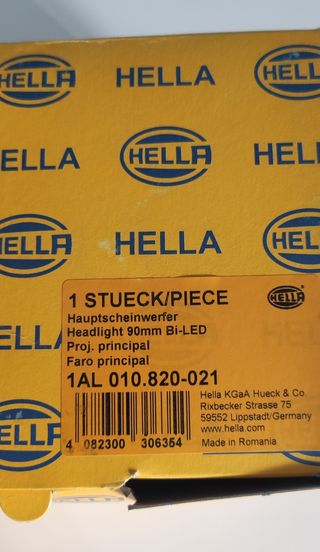 HELLA HELLA HELLA
HELLA HELLA HELL
HELLA HELLA HELLA
1 STUECK/PIECE
HELLA
Hauptscheinwerfer
Headlight 90mm Bi-LED
Proj. principal
Faro principal
1AL 010.820-021
Hella KGaA Hueck & Co
Rixbecker Strasse 75
59552 Lippstadt/Germany
www.hella.com
Made in Romania
4 082300 306354